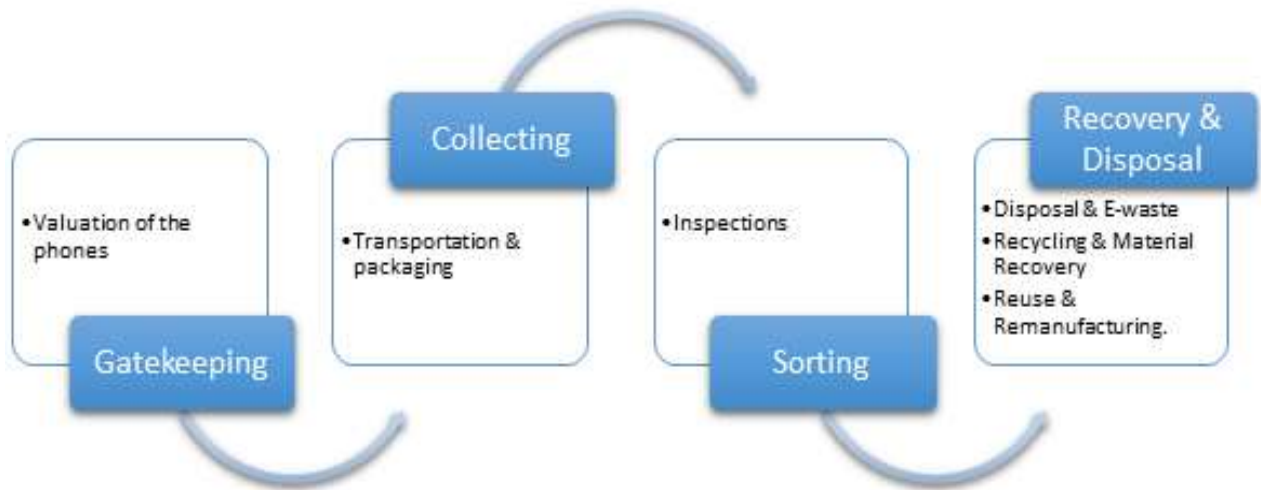 •Valuation of the
phones
Gatekeeping
Collecting
•Transportation &
packaging
•Inspections
Sorting
Recovery &
Disposal
•Disposal & E-waste
•Recycling & Material
Recovery
•Reuse &
Remanufacturing.